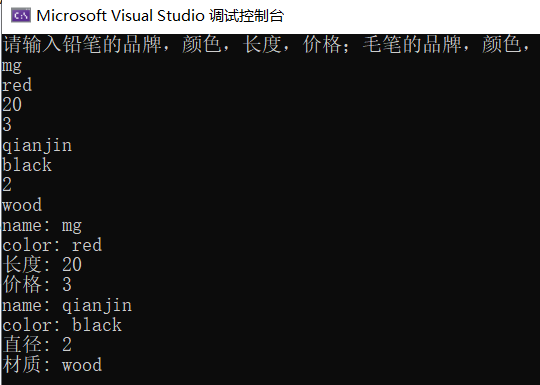 Microsoft Visual Studio 调试控制台
请输入铅笔的品牌，颜色，长度，价格；毛笔的品牌，颜色，
mg
red
20
3
qianjin
black
2
wood
name: mg
color: red
长度: 20
价格: 3
name: qianjin
color: black
直径: 2
材质: wood